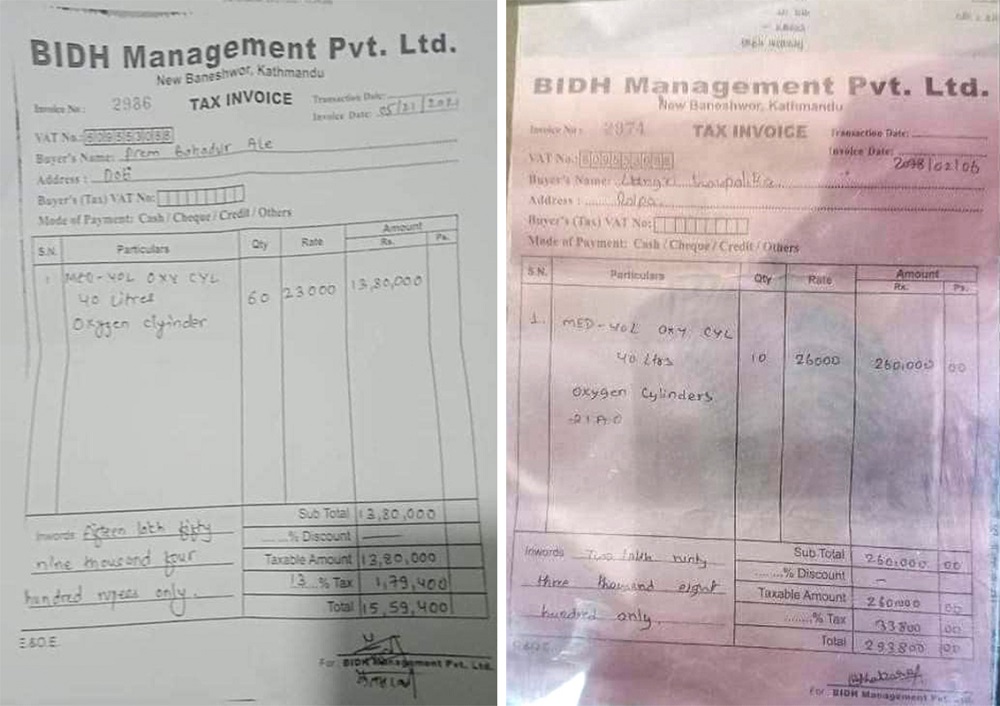 BIDH Management Pvt. Ltd.
New Baneshwor, Kathmandu
Invoice No: 2986
TAX INVOICE
Transaction Date:
Invoice Date: 05/21/2021
VAT No.:
Buyer's Name: Prem Bahadur Ale
Address: DOE
Buyer's (Tax) VAT No:
Mode of Payment: Cash / Cheque / Credit / Others
S.N. Particulars Qty Rate Amount
Rs. Ps.
1 MED-40L OXY CYL
40 Litres 60 23000 13,80,000
Oxygen clyinder
Sub Total 13,80,000
......% Discount
Taxable Amount 13,80,000
13 % Tax 1,79,400
Total 15,59,400
Inwords fifteen lakh fifty
nine thousand four
hundred rupees only.
E.&O.E.
For BIDH Management Pvt. Ltd.
BIDH Management Pvt. Ltd.
New Baneshwor, Kathmandu
Invoice No: 2974
TAX INVOICE
Transaction Date:
Invoice Date: 2078/02/06
VAT No.:
Buyer's Name:
Address: Rolpa
Buyer's (Tax) VAT No:
Mode of Payment: Cash / Cheque / Credit / Others
S.N. Particulars Qty Rate Amount
Rs. Ps.
1. MED-40L OXY CYL
40 Ltrs 10 26000 260,000 00
Oxygen Cylinders
Sub Total 260,000 00
.........% Discount –
Taxable Amount 260,000 00
.........% Tax 33800 00
Total 293800 00
Inwords Two lakh ninty
three thousand eight
hundred only.
E.&O.E.
For BIDH Management Pvt. Ltd.